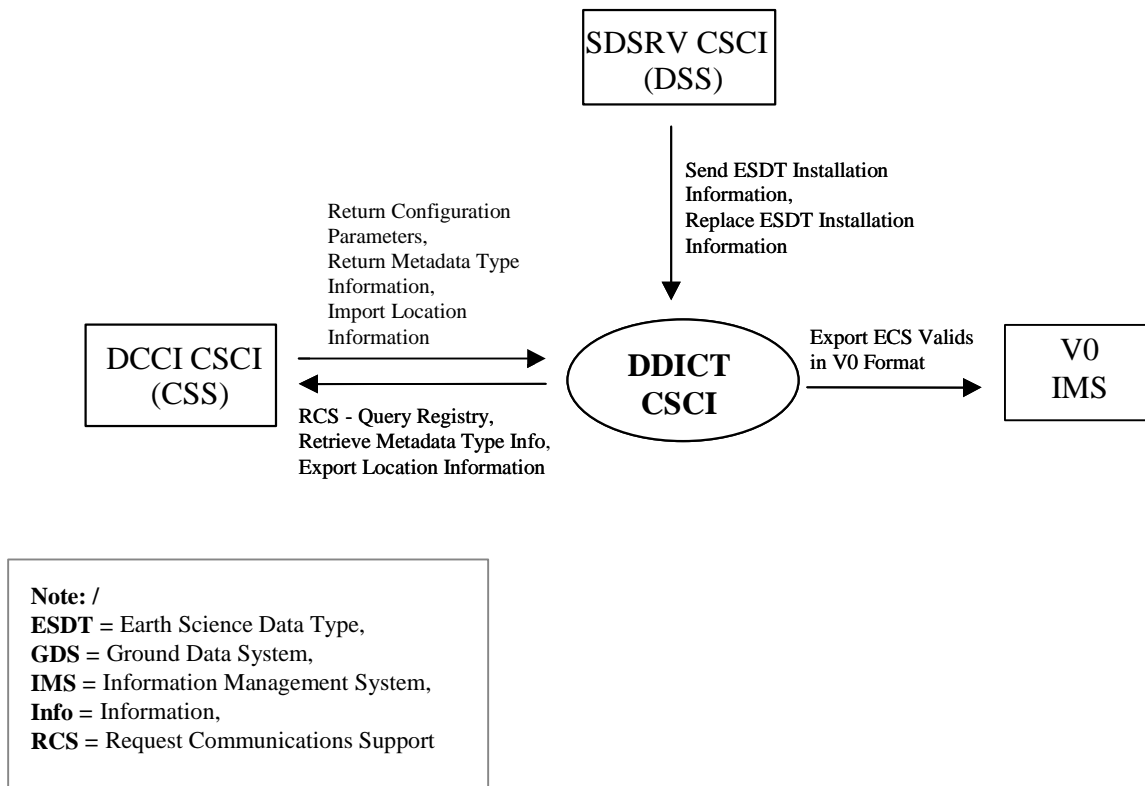 SDSRV CSCI
(DSS)
Send ESDT Installation
Information,
Replace ESDT Installation
Information
Return Configuration
Parameters,
Return Metadata Type
Information,
Import Location
Information
DCCI CSCI
(CSS)
RCS - Query Registry,
Retrieve Metadata Type Info,
Export Location Information
DDICT
CSCI
Export ECS Valids
in V0 Format
V0
IMS
Note: /
ESDT = Earth Science Data Type,
GDS = Ground Data System,
IMS = Information Management System,
Info = Information,
RCS = Request Communications Support